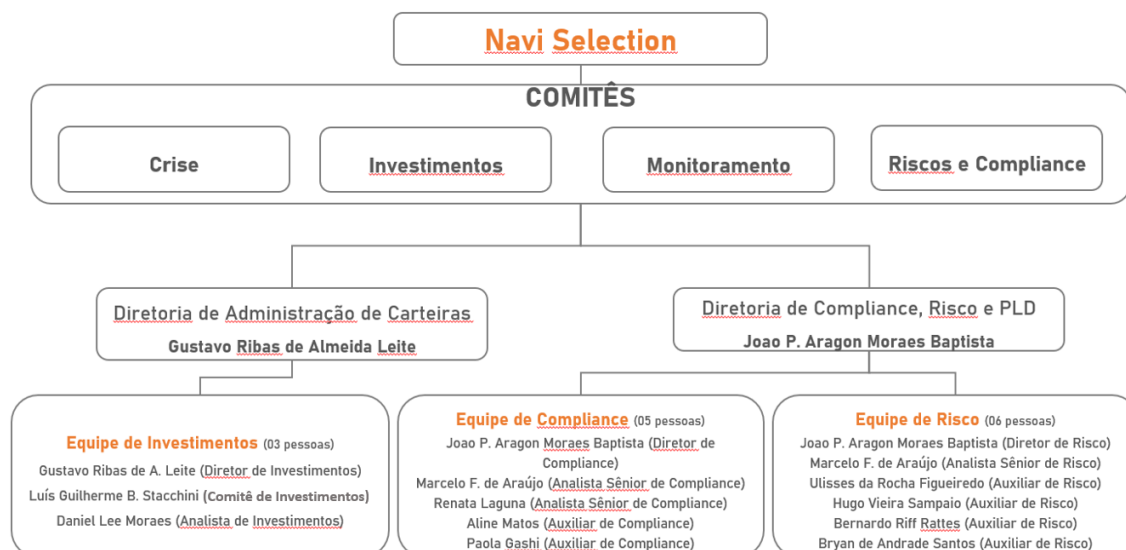 Navi Selection
COMITÊS
Crise
Investimentos
Monitoramento
Riscos e Compliance
Diretoria de Administração de Carteiras
Gustavo Ribas de Almeida Leite
Diretoria de Compliance, Risco e PLD
Joao P. Aragon Moraes Baptista
Equipe de Investimentos (03 pessoas)
Gustavo Ribas de A. Leite (Diretor de Investimentos)
Luís Guilherme B. Stacchini (Comitê de Investimentos)
Daniel Lee Moraes (Analista de Investimentos)
Equipe de Compliance (05 pessoas)
Joao P. Aragon Moraes Baptista (Diretor de
Compliance)
Marcelo F. de Araújo (Analista Sênior de Compliance)
Renata Laguna (Analista Sênior de Compliance)
Aline Matos (Auxiliar de Compliance)
Paola Gashi (Auxiliar de Compliance)
Equipe de Risco (06 pessoas)
Joao P. Aragon Moraes Baptista (Diretor de Risco)
Marcelo F. de Araújo (Analista Sênior de Risco)
Ulisses da Rocha Figueiredo (Auxiliar de Risco)
Hugo Vieira Sampaio (Auxiliar de Risco)
Bernardo Riff Rattes (Auxiliar de Risco)
Bryan de Andrade Santos (Auxiliar de Risco)